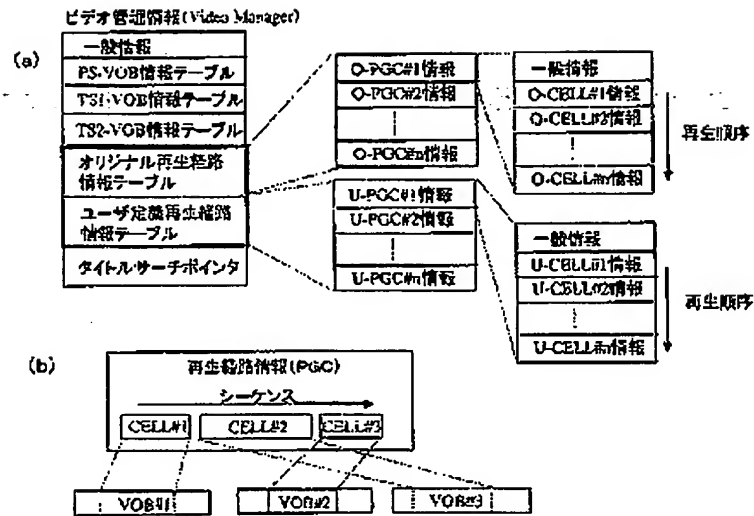 ビデオ管理情報(Video Manager)
(a)
一般情報
PS-VOB情報テーブル
TS1-VOB情報テーブル
TS2-VOB情報テーブル
オリジナル再生経路
情報テーブル
ユーザ定義再生経路
情報テーブル
タイトルサーチポインタ
O-PGC#1情報
O-PGC#2情報
O-PGC#n情報
U-PGC#1情報
U-PGC#2情報
U-PGC#n情報
一般情報
O-CELL#1情報
O-CELL#2情報
O-CELL#m情報
再生順序
一般情報
U-CELL#1情報
U-CELL#2情報
U-CELL#m情報
再生順序
(b)
再生経路情報(PGC)
シーケンス
CELL#1
CELL#2
CELL#3
VOB#1
VOB#2
VOB#3